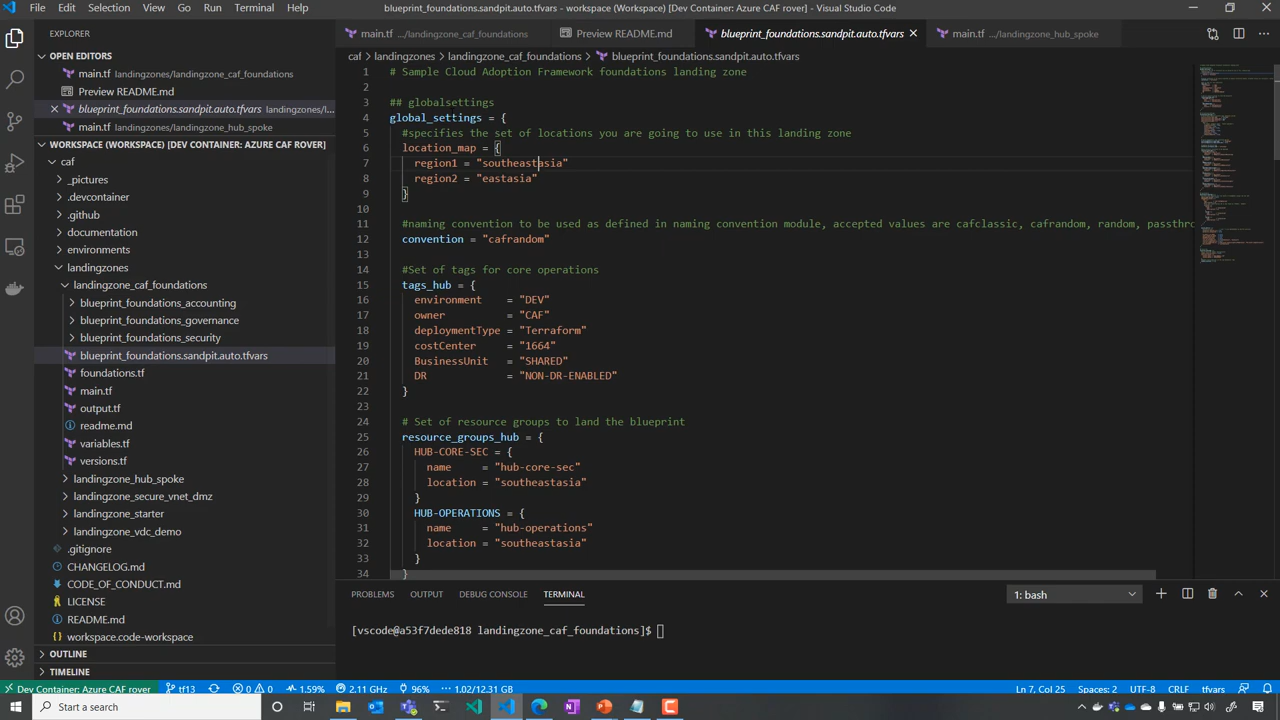 File Edit Selection View Go Run Terminal Help
blueprint_foundations.sandpit.auto.tfvars - workspace (Workspace) [Dev Container: Azure CAF rover] - Visual Studio Code
EXPLORER
OPEN EDITORS
main.tf landingzones/landingzone_caf_foundations
Preview README.md
blueprint_foundations.sandpit.auto.tfvars landingzones/l...
main.tf landingzones/landingzone_hub_spoke
WORKSPACE (WORKSPACE) [DEV CONTAINER: AZURE CAF ROVER]
caf
_pictures
.devcontainer
.github
documentation
environments
landingzones
landingzone_caf_foundations
blueprint_foundations_accounting
blueprint_foundations_governance
blueprint_foundations_security
blueprint_foundations.sandpit.auto.tfvars
foundations.tf
main.tf
output.tf
readme.md
variables.tf
versions.tf
landingzone_hub_spoke
landingzone_secure_vnet_dmz
landingzone_starter
landingzone_vdc_demo
.gitignore
CHANGELOG.md
CODE_OF_CONDUCT.md
LICENSE
README.md
workspace.code-workspace
OUTLINE
TIMELINE
main.tf .../landingzone_caf_foundations
Preview README.md
blueprint_foundations.sandpit.auto.tfvars
main.tf .../landingzone_hub_spoke
caf > landingzones > landingzone_caf_foundations > blueprint_foundations.sandpit.auto.tfvars
1 # Sample Cloud Adoption Framework foundations landing zone
2
3 ## globalsettings
4 global_settings = {
5 #specifies the set of locations you are going to use in this landing zone
6 location_map = {
7 region1 = "southeastasia"
8 region2 = "eastasia"
9 }
10
11 #naming convention to be used as defined in naming convention module, accepted values are cafclassic, cafrandom, random, passthro
12 convention = "cafrandom"
13
14 #Set of tags for core operations
15 tags_hub = {
16 environment = "DEV"
17 owner = "CAF"
18 deploymentType = "Terraform"
19 costCenter = "1664"
20 BusinessUnit = "SHARED"
21 DR = "NON-DR-ENABLED"
22 }
23
24 # Set of resource groups to land the blueprint
25 resource_groups_hub = {
26 HUB-CORE-SEC = {
27 name = "hub-core-sec"
28 location = "southeastasia"
29 }
30 HUB-OPERATIONS = {
31 name = "hub-operations"
32 location = "southeastasia"
33 }
34 }
PROBLEMS OUTPUT DEBUG CONSOLE TERMINAL
1: bash
[vscode@a53f7dede818 landingzone_caf_foundations]$
Dev Container: Azure CAF rover tf13 0 0 1.59% 2.11 GHz 96% 1.02/12.31 GB
Ln 7, Col 25 Spaces: 2 UTF-8 CRLF tfvars
Start a search